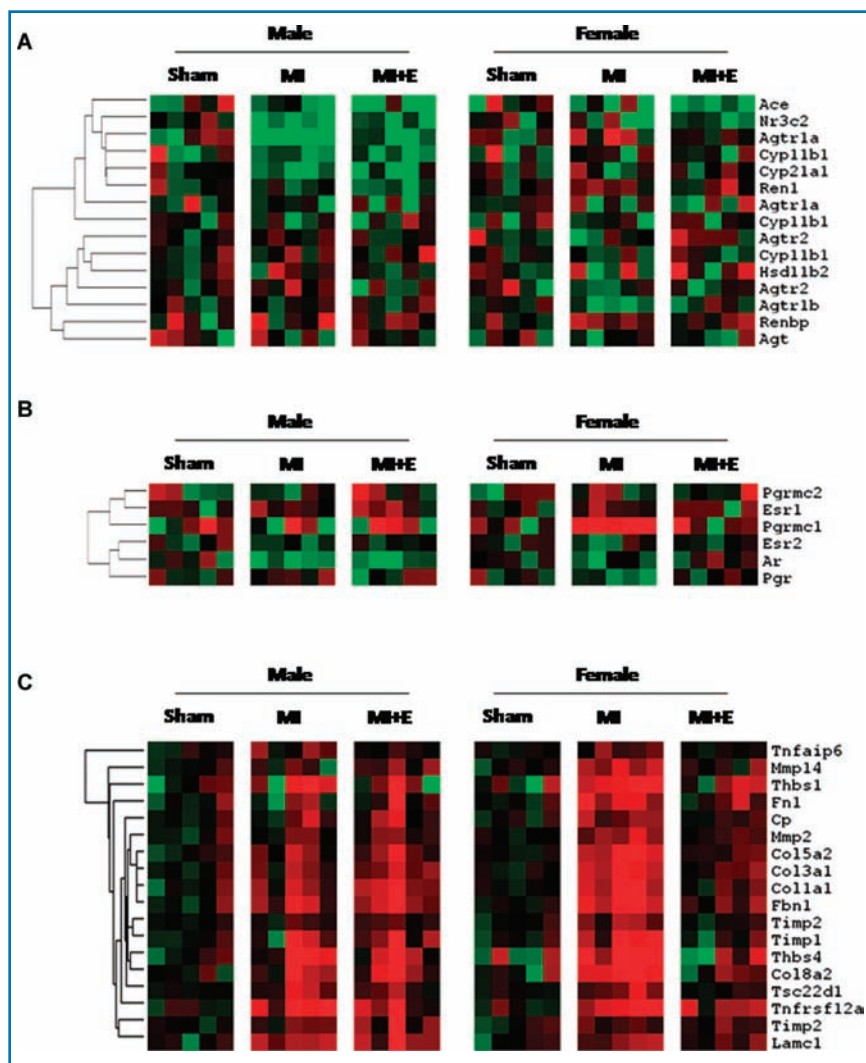 A
Male Female
Sham MI MI+E Sham MI MI+E
Ace
Nr3c2
Agtr1a
Cyp11b1
Cyp21a1
Ren1
Agtr1a
Cyp11b1
Agtr2
Cyp11b1
Hsd11b2
Agtr2
Agtr1b
Renbp
Agt
B
Male Female
Sham MI MI+E Sham MI MI+E
Pgrmc2
Esr1
Pgrmc1
Esr2
Ar
Pgr
C
Male Female
Sham MI MI+E Sham MI MI+E
Tnfaip6
Mmp14
Thbs1
Fn1
Cp
Mmp2
Col5a2
Col3a1
Col1a1
Fbn1
Timp2
Timp1
Thbs4
Col8a2
Tsc22d1
Tnfrsf12a
Timp2
Lamc1